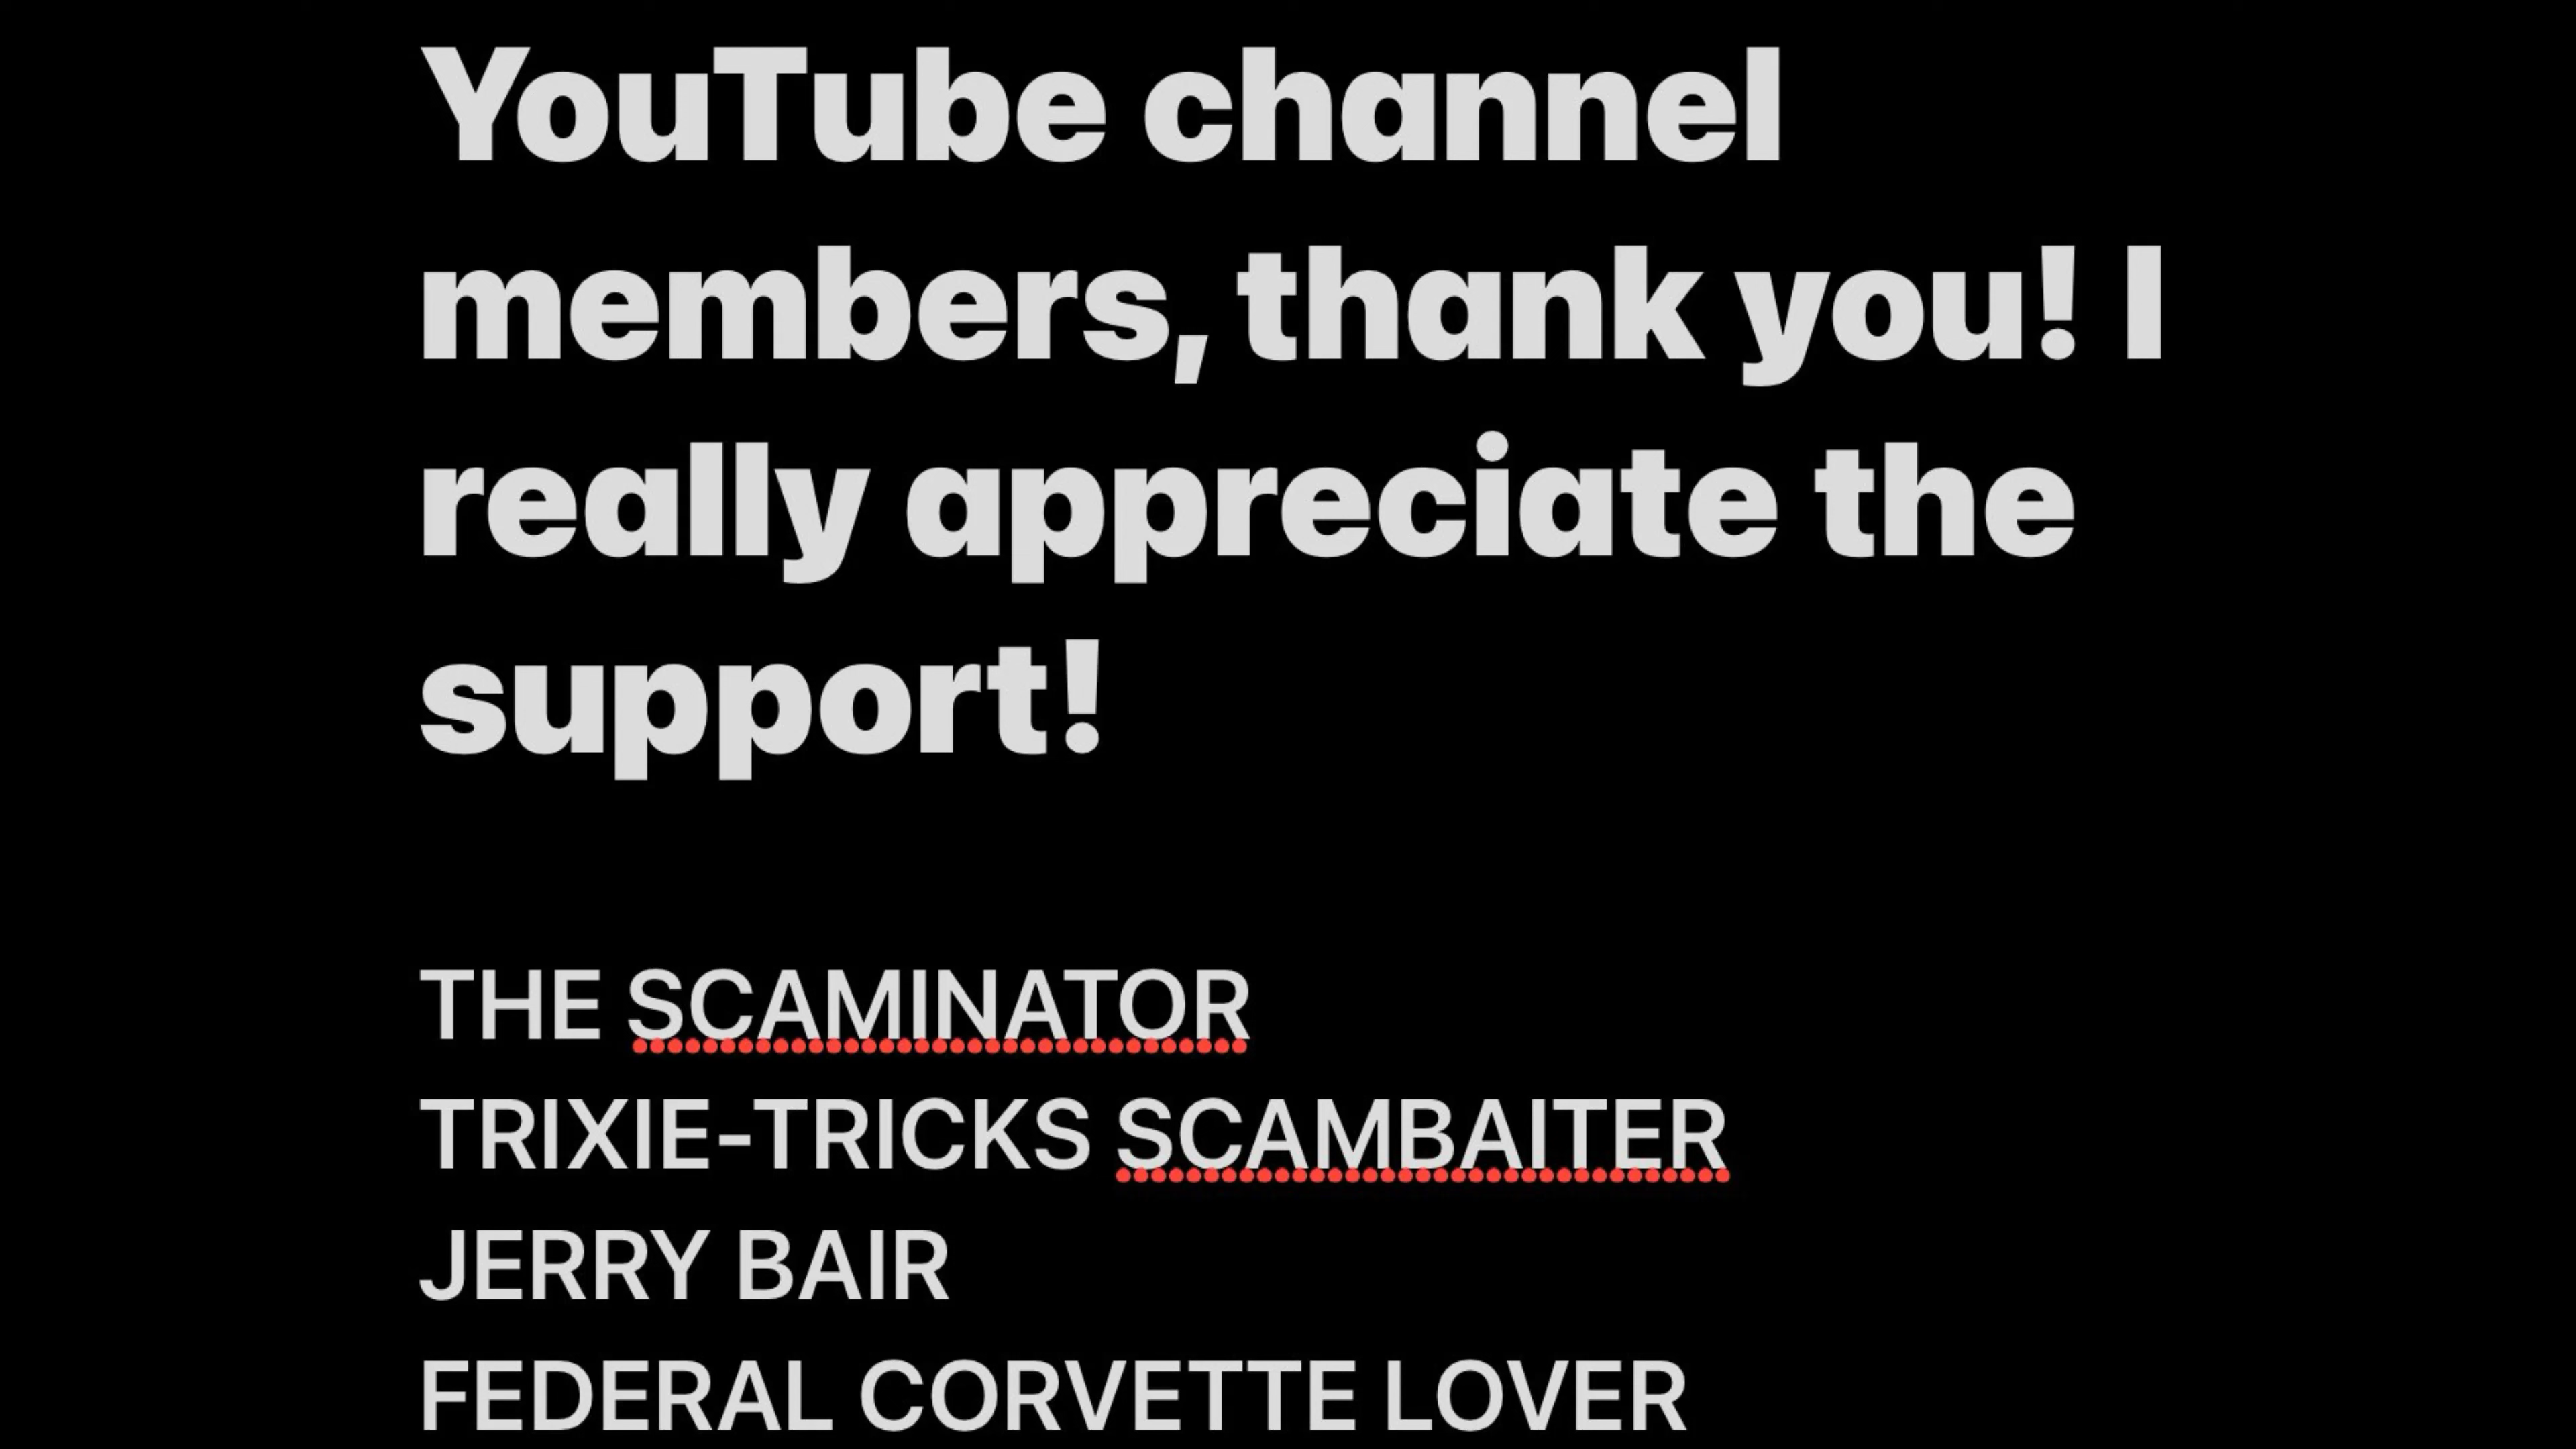 YouTube channel
members, thank you! I
really appreciate the
support!
THE SCAMINATOR
TRIXIE-TRICKS SCAMBAITER
JERRY BAIR
FEDERAL CORVETTE LOVER